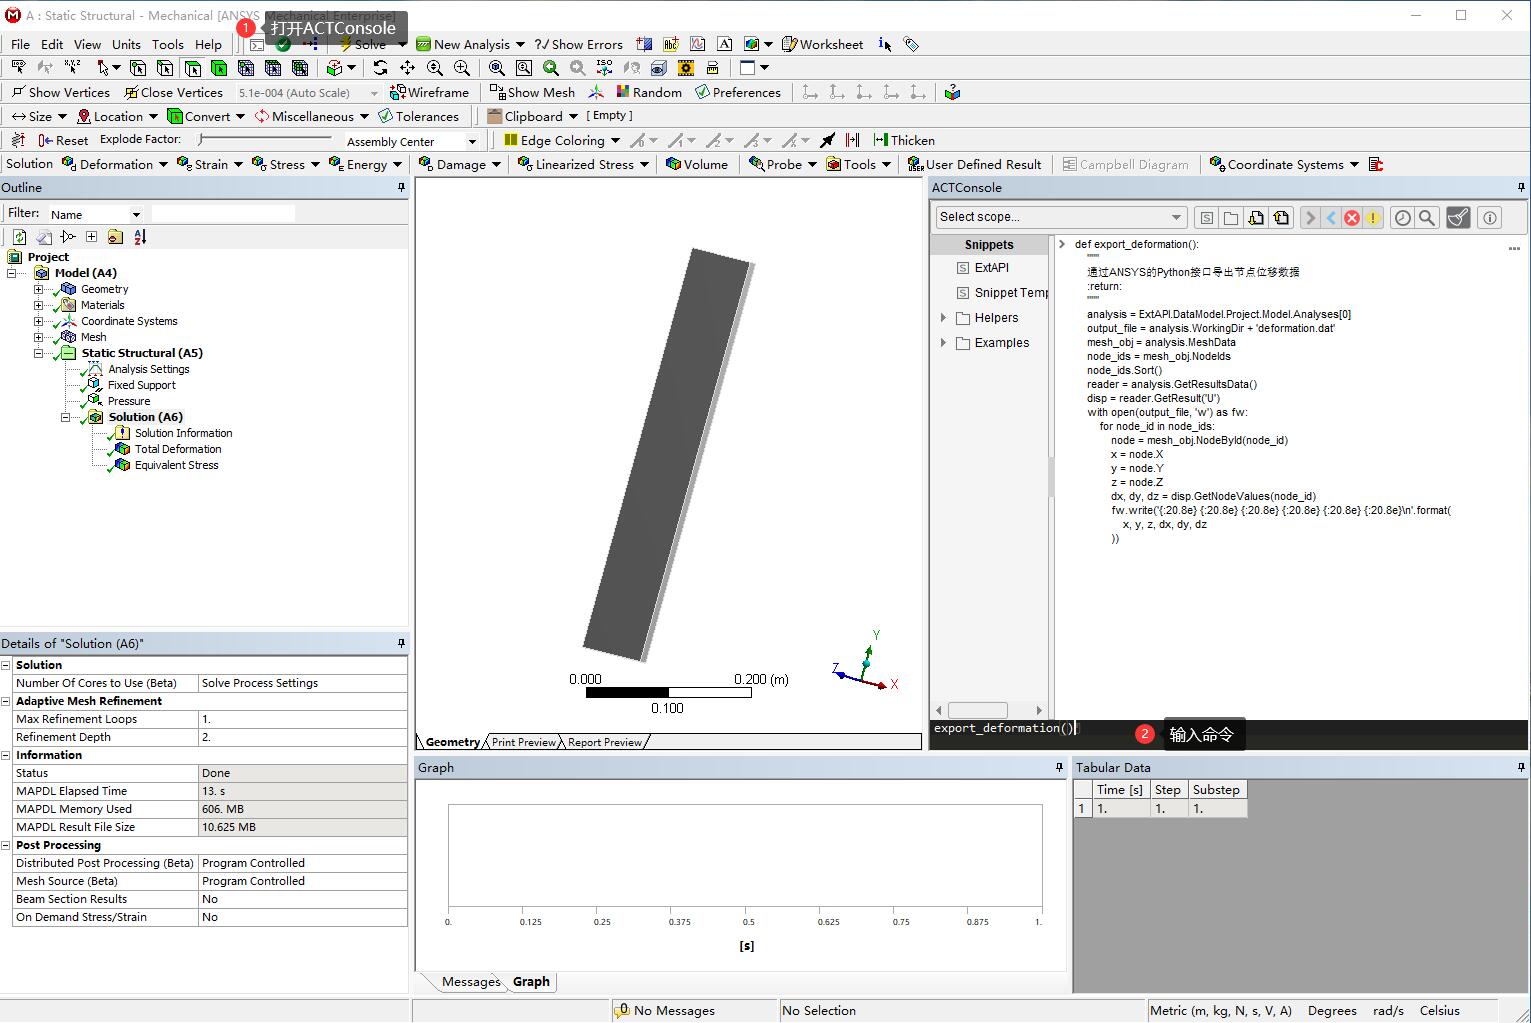 A : Static Structural - Mechanical [ANSYS Mechanical Enterprise]
1 打开ACTConsole
File Edit View Units Tools Help Solve New Analysis ?/ Show Errors Worksheet
Show Vertices Close Vertices 5.1e-004 (Auto Scale) Wireframe Show Mesh Random Preferences
Size Location Convert Miscellaneous Tolerances Clipboard [ Empty ]
Reset Explode Factor: Assembly Center Edge Coloring Thicken
Solution Deformation Strain Stress Energy Damage Linearized Stress Volume Probe Tools User Defined Result Campbell Diagram Coordinate Systems
Outline
Filter: Name
Project
Model (A4)
Geometry
Materials
Coordinate Systems
Mesh
Static Structural (A5)
Analysis Settings
Fixed Support
Pressure
Solution (A6)
Solution Information
Total Deformation
Equivalent Stress
Details of "Solution (A6)"
Solution
Number Of Cores to Use (Beta) Solve Process Settings
Adaptive Mesh Refinement
Max Refinement Loops 1.
Refinement Depth 2.
Information
Status Done
MAPDL Elapsed Time 13. s
MAPDL Memory Used 606. MB
MAPDL Result File Size 10.625 MB
Post Processing
Distributed Post Processing (Beta) Program Controlled
Mesh Source (Beta) Program Controlled
Beam Section Results No
On Demand Stress/Strain No
Y
Z
X
0.000 0.200 (m)
0.100
Geometry Print Preview Report Preview
ACTConsole
Select scope...
Snippets
ExtAPI
Snippet Temp
Helpers
Examples
def export_deformation():
"""
通过ANSYS的Python接口导出节点位移数据
:return:
"""
analysis = ExtAPI.DataModel.Project.Model.Analyses[0]
output_file = analysis.WorkingDir + 'deformation.dat'
mesh_obj = analysis.MeshData
node_ids = mesh_obj.NodeIds
node_ids.Sort()
reader = analysis.GetResultsData()
disp = reader.GetResult('U')
with open(output_file, 'w') as fw:
for node_id in node_ids:
node = mesh_obj.NodeById(node_id)
x = node.X
y = node.Y
z = node.Z
dx, dy, dz = disp.GetNodeValues(node_id)
fw.write('{:20.8e} {:20.8e} {:20.8e} {:20.8e} {:20.8e} {:20.8e}\n'.format(
x, y, z, dx, dy, dz
))
export_deformation()
2 输入命令
Graph
0. 0.125 0.25 0.375 0.5 0.625 0.75 0.875 1.
[s]
Messages Graph
Tabular Data
Time [s] Step Substep
1 1. 1. 1.
0 No Messages No Selection Metric (m, kg, N, s, V, A) Degrees rad/s Celsius